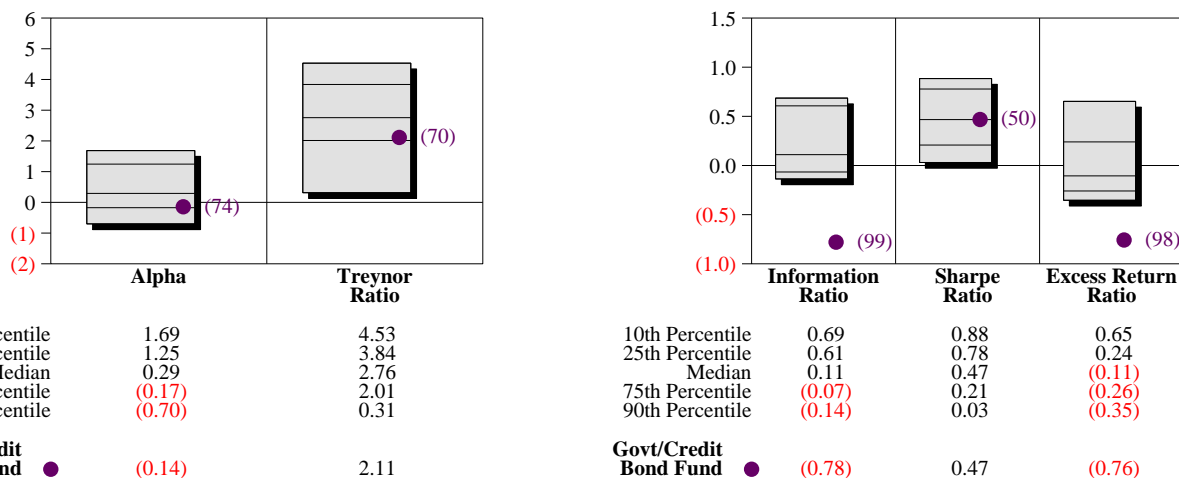 6
5
4
3
2
1
0
(1)
(2)
(74)
(70)
Alpha
Treynor
Ratio
centile 1.69 4.53
centile 1.25 3.84
Median 0.29 2.76
centile (0.17) 2.01
centile (0.70) 0.31
dit
nd (0.14) 2.11
1.5
1.0
0.5
0.0
(0.5)
(1.0)
(99)
(50)
(98)
Information
Ratio
Sharpe
Ratio
Excess Return
Ratio
10th Percentile 0.69 0.88 0.65
25th Percentile 0.61 0.78 0.24
Median 0.11 0.47 (0.11)
75th Percentile (0.07) 0.21 (0.26)
90th Percentile (0.14) 0.03 (0.35)
Govt/Credit
Bond Fund (0.78) 0.47 (0.76)